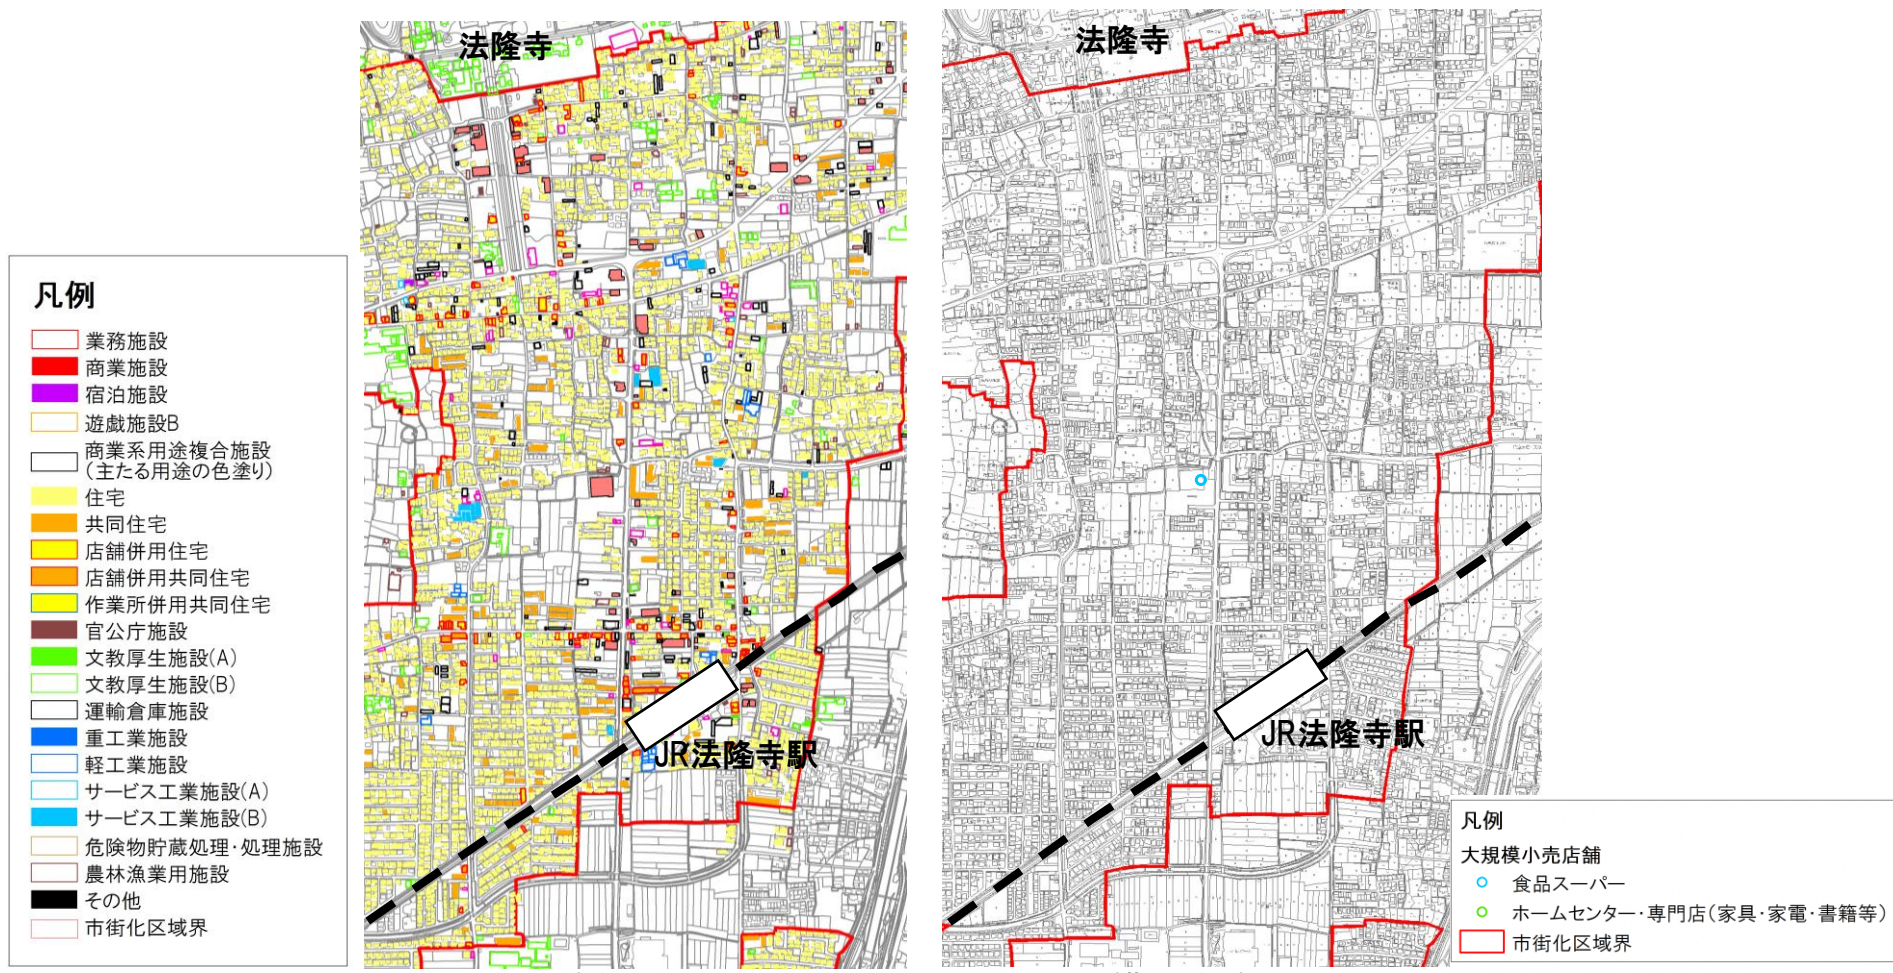 凡例
業務施設
商業施設
宿泊施設
遊戯施設B
商業系用途複合施設
(主たる用途の色塗り)
住宅
共同住宅
店舗併用住宅
店舗併用共同住宅
作業所併用共同住宅
官公庁施設
文教厚生施設(A)
文教厚生施設(B)
運輸倉庫施設
重工業施設
軽工業施設
サービス工業施設(A)
サービス工業施設(B)
危険物貯蔵処理・処理施設
農林漁業用施設
その他
市街化区域界
法隆寺
JR法隆寺駅
法隆寺
JR法隆寺駅
凡例
大規模小売店舗
食品スーパー
ホームセンター・専門店(家具・家電・書籍等)
市街化区域界